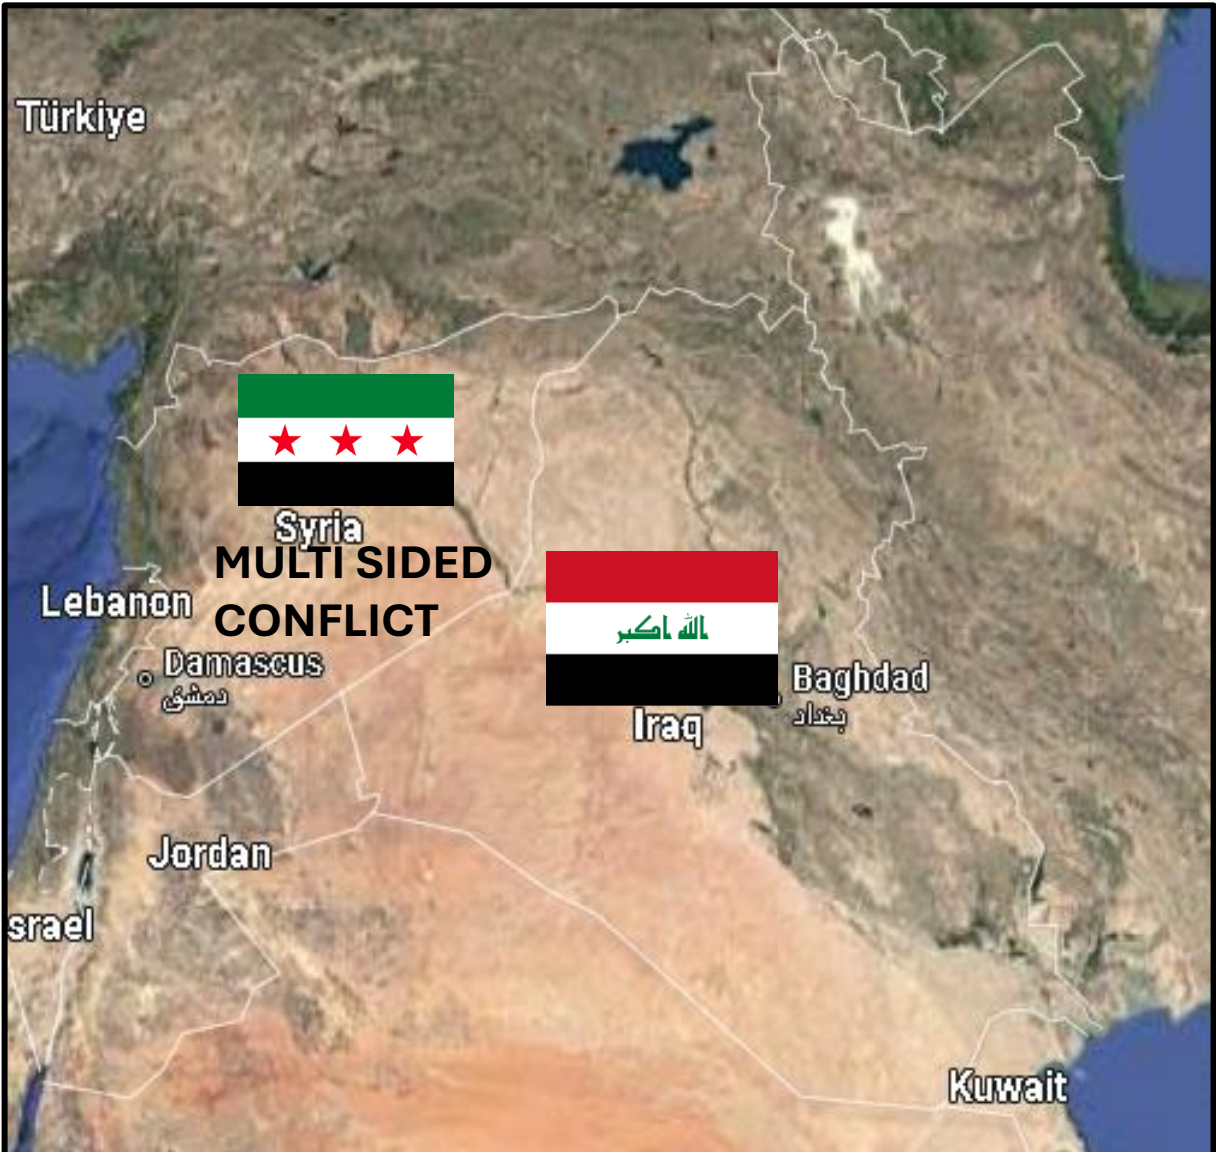 Türkiye
Syria
MULTI SIDED
CONFLICT
Lebanon
Damascus
دمشق
الله اكبر
Baghdad
بغداد
Iraq
Jordan
srael
Kuwait